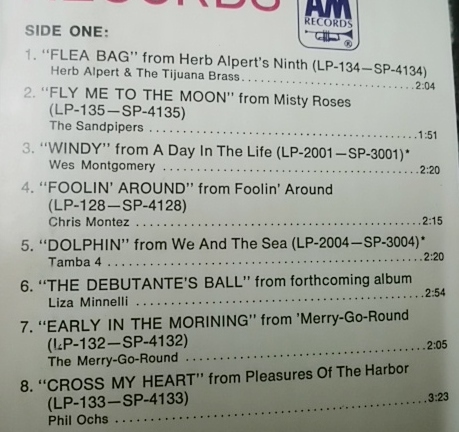 RECORDS
AM
RECORDS
®
SIDE ONE:
1. "FLEA BAG" from Herb Alpert's Ninth (LP-134—SP-4134)
Herb Alpert & The Tijuana Brass..........................2:04
2. "FLY ME TO THE MOON" from Misty Roses
(LP-135—SP-4135)
The Sandpipers ..........................1:51
3. "WINDY" from A Day In The Life (LP-2001—SP-3001)*
Wes Montgomery ..........................2:20
4. "FOOLIN' AROUND" from Foolin' Around
(LP-128—SP-4128)
Chris Montez ..........................2:15
5. "DOLPHIN" from We And The Sea (LP-2004—SP-3004)*
Tamba 4 ..........................2:20
6. "THE DEBUTANTE'S BALL" from forthcoming album
Liza Minnelli ..........................2:54
7. "EARLY IN THE MORINING" from 'Merry-Go-Round
(LP-132—SP-4132)
The Merry-Go-Round ..........................2:05
8. "CROSS MY HEART" from Pleasures Of The Harbor
(LP-133—SP-4133)
Phil Ochs ..........................3:23